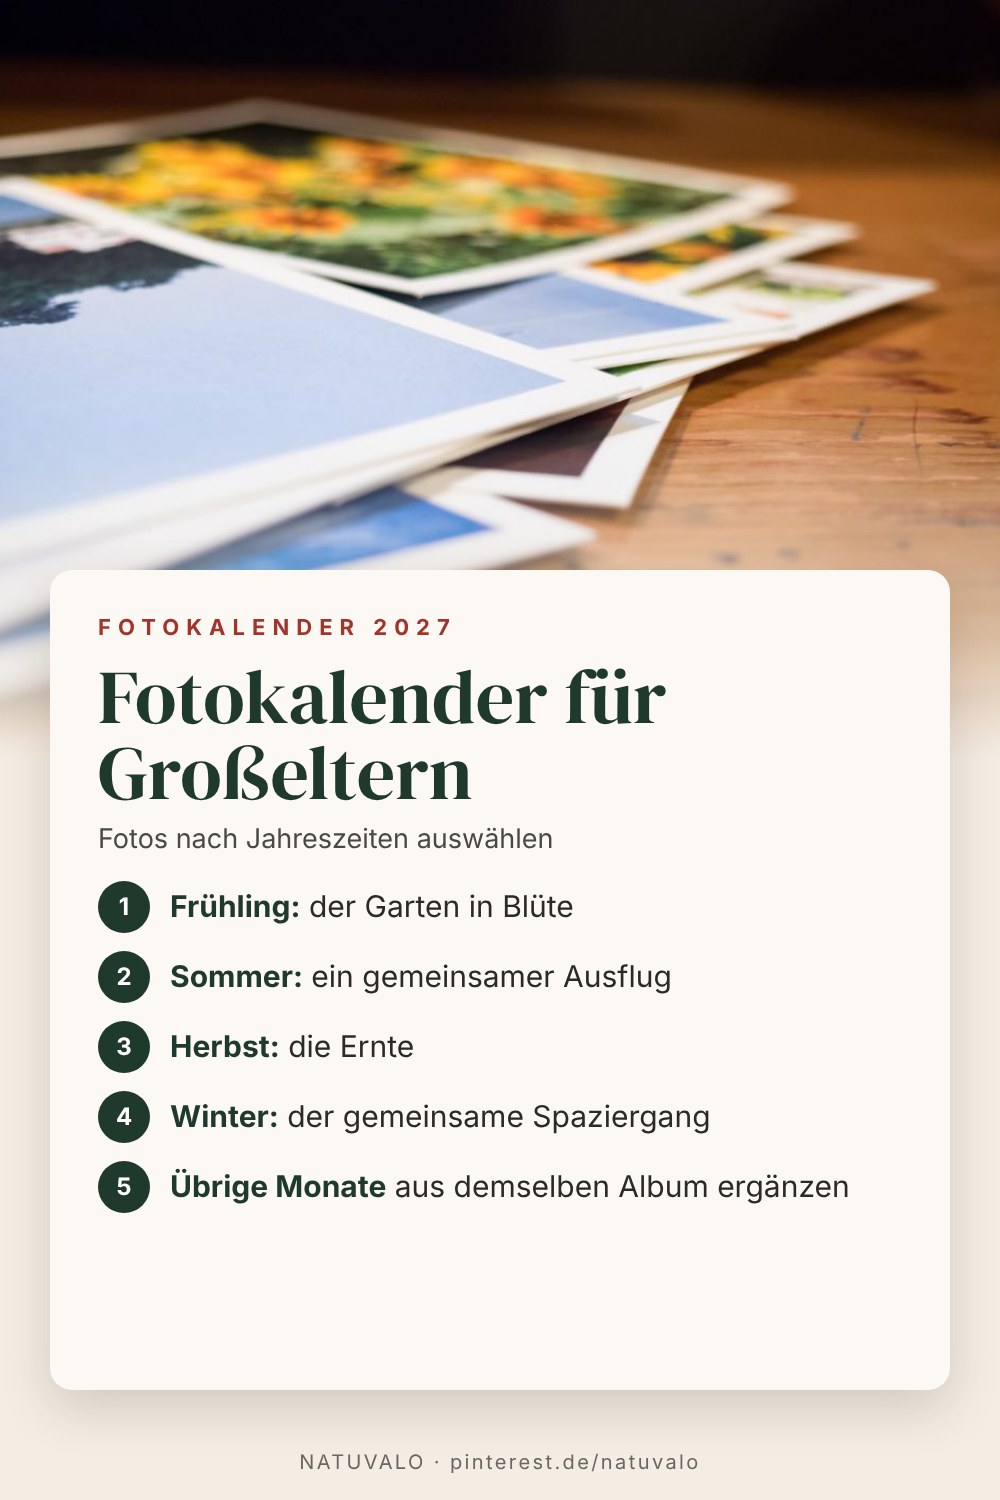 FOTOKALENDER 2027
Fotokalender für
Großeltern
Fotos nach Jahreszeiten auswählen
1 Frühling: der Garten in Blüte
2 Sommer: ein gemeinsamer Ausflug
3 Herbst: die Ernte
4 Winter: der gemeinsame Spaziergang
5 Übrige Monate aus demselben Album ergänzen
NATUVALO · pinterest.de/natuvalo